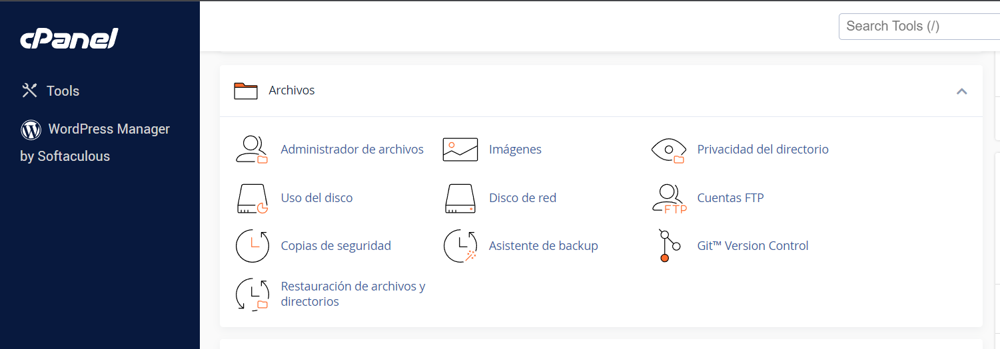 cPanel
Tools
WordPress Manager
by Softaculous
Search Tools (/)
Archivos
Administrador de archivos
Imágenes
Privacidad del directorio
Uso del disco
Disco de red
Cuentas FTP
FTP
Copias de seguridad
Asistente de backup
Git™ Version Control
Restauración de archivos y
directorios